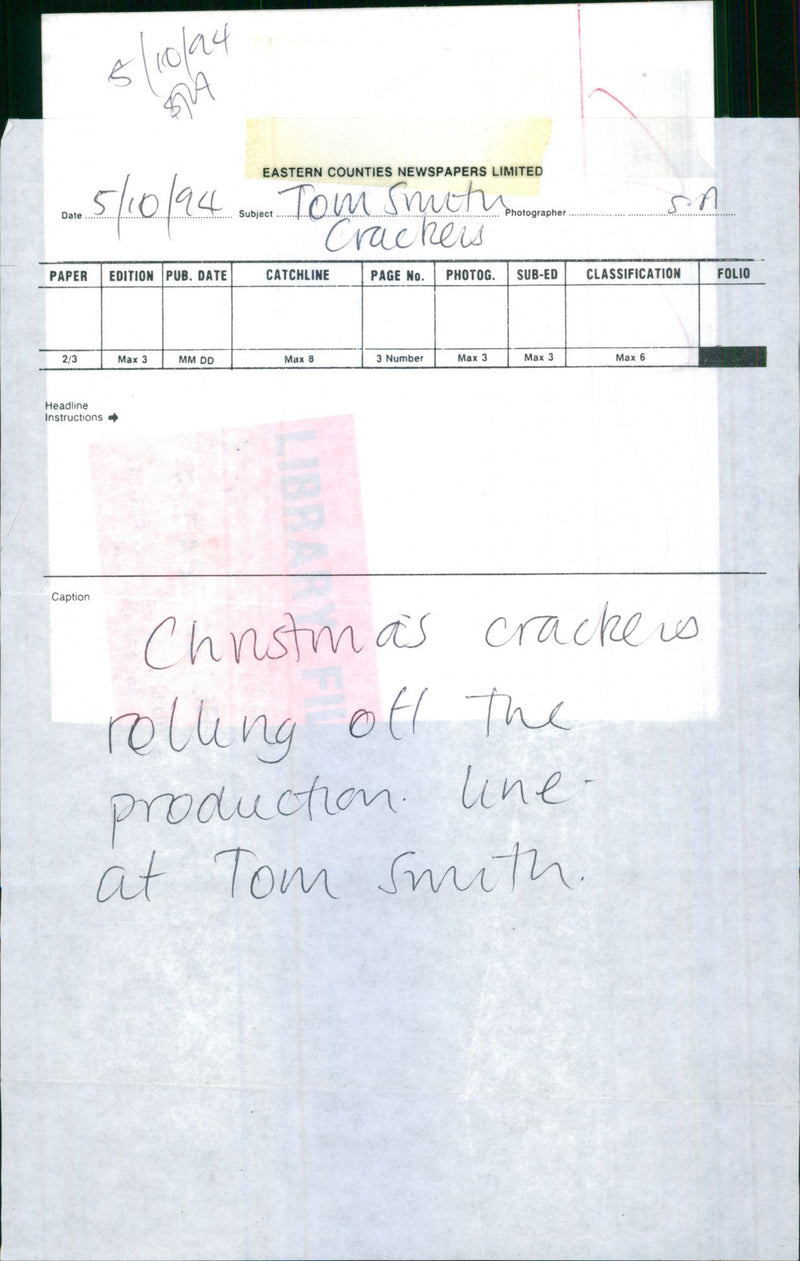 5/10/94
SA
EASTERN COUNTIES NEWSPAPERS LIMITED
Date 5/10/94 Subject Tom Smith Photographer S.A
Crackers
PAPER EDITION PUB. DATE CATCHLINE PAGE No. PHOTOG. SUB-ED CLASSIFICATION FOLIO
2/3 Max 3 MM DD Max 8 3 Number Max 3 Max 3 Max 6
Headline
Instructions
LIBRARY FIL
Caption
Christmas crackers
rolling off the
production line
at Tom Smith.